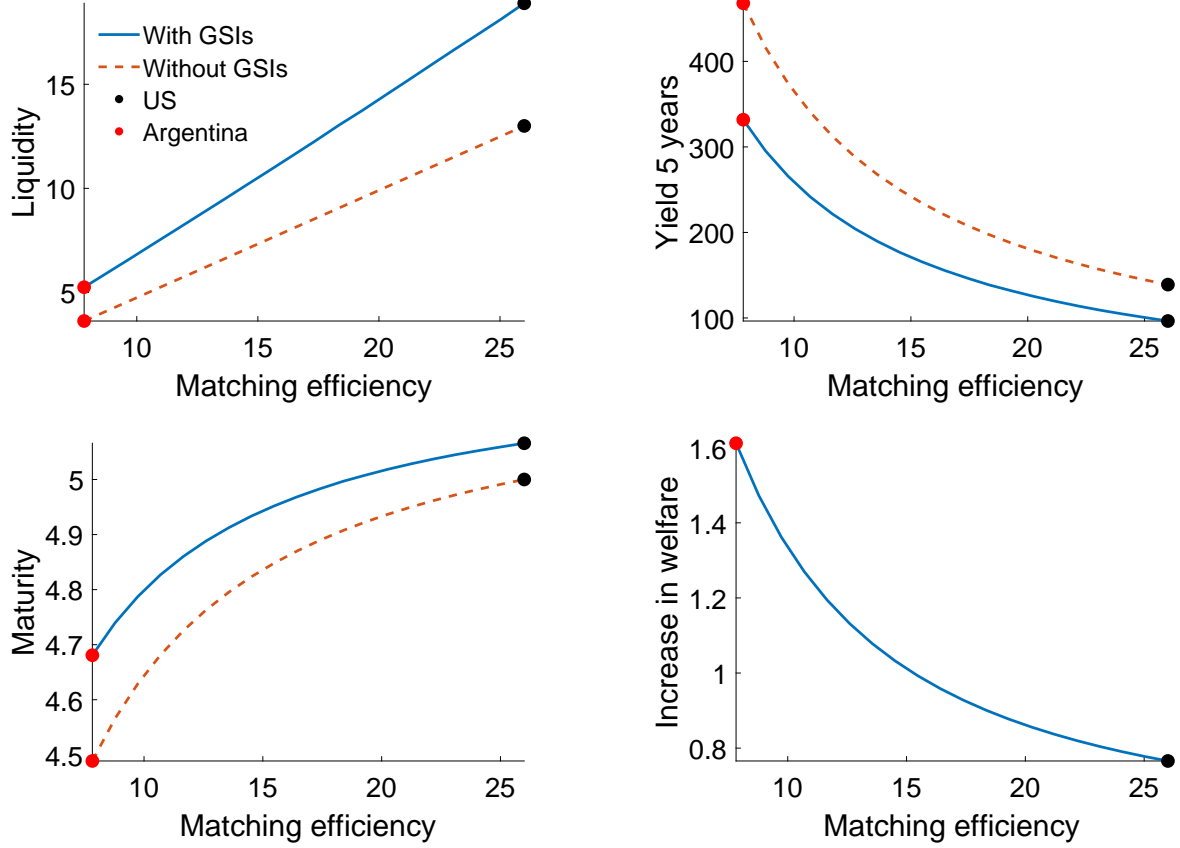 With GSIs
Without GSIs
US
Argentina
15
10
5
Liquidity
10
15
20
25
Matching efficiency
400
300
200
100
Yield 5 years
10
15
20
25
Matching efficiency
5
4.9
4.8
4.7
4.6
4.5
Maturity
10
15
20
25
Matching efficiency
1.6
1.4
1.2
1
0.8
Increase in welfare
10
15
20
25
Matching efficiency